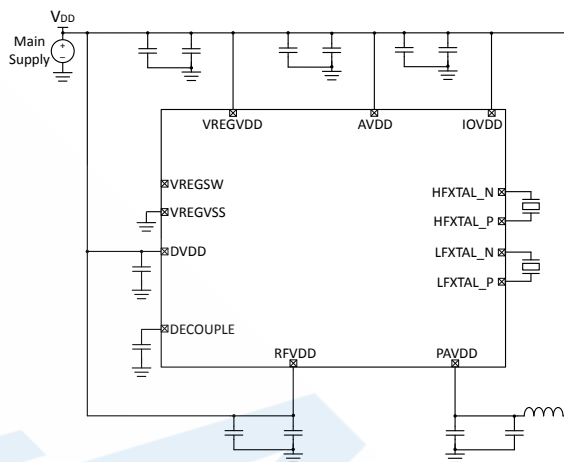 VDD
Main
Supply
+
–
VREGVDD
AVDD
IOVDD
VREGSW
VREGVSS
DVDD
DECOUPLE
HFXTAL_N
HFXTAL_P
LFXTAL_N
LFXTAL_P
RFVDD
PAVDD